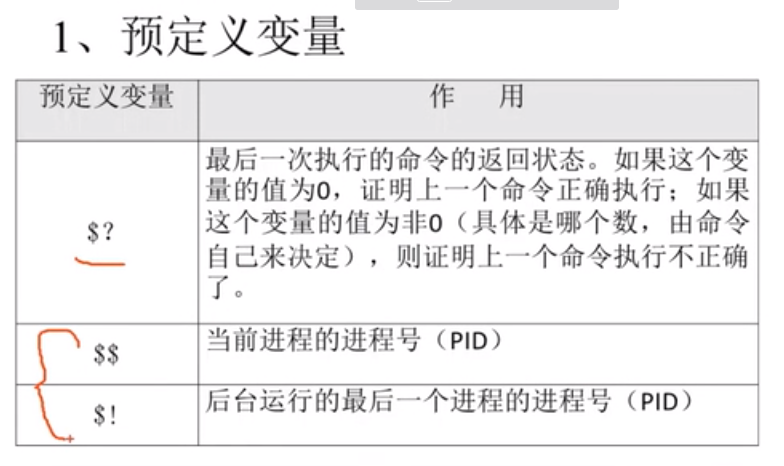 1、预定义变量
预定义变量 作 用
最后一次执行的命令的返回状态。如果这个变
量的值为0，证明上一个命令正确执行；如果
$? 这个变量的值为非0（具体是哪个数，由命令
自己来决定），则证明上一个命令执行不正确
了。
$$ 当前进程的进程号（PID）
$! 后台运行的最后一个进程的进程号（PID）